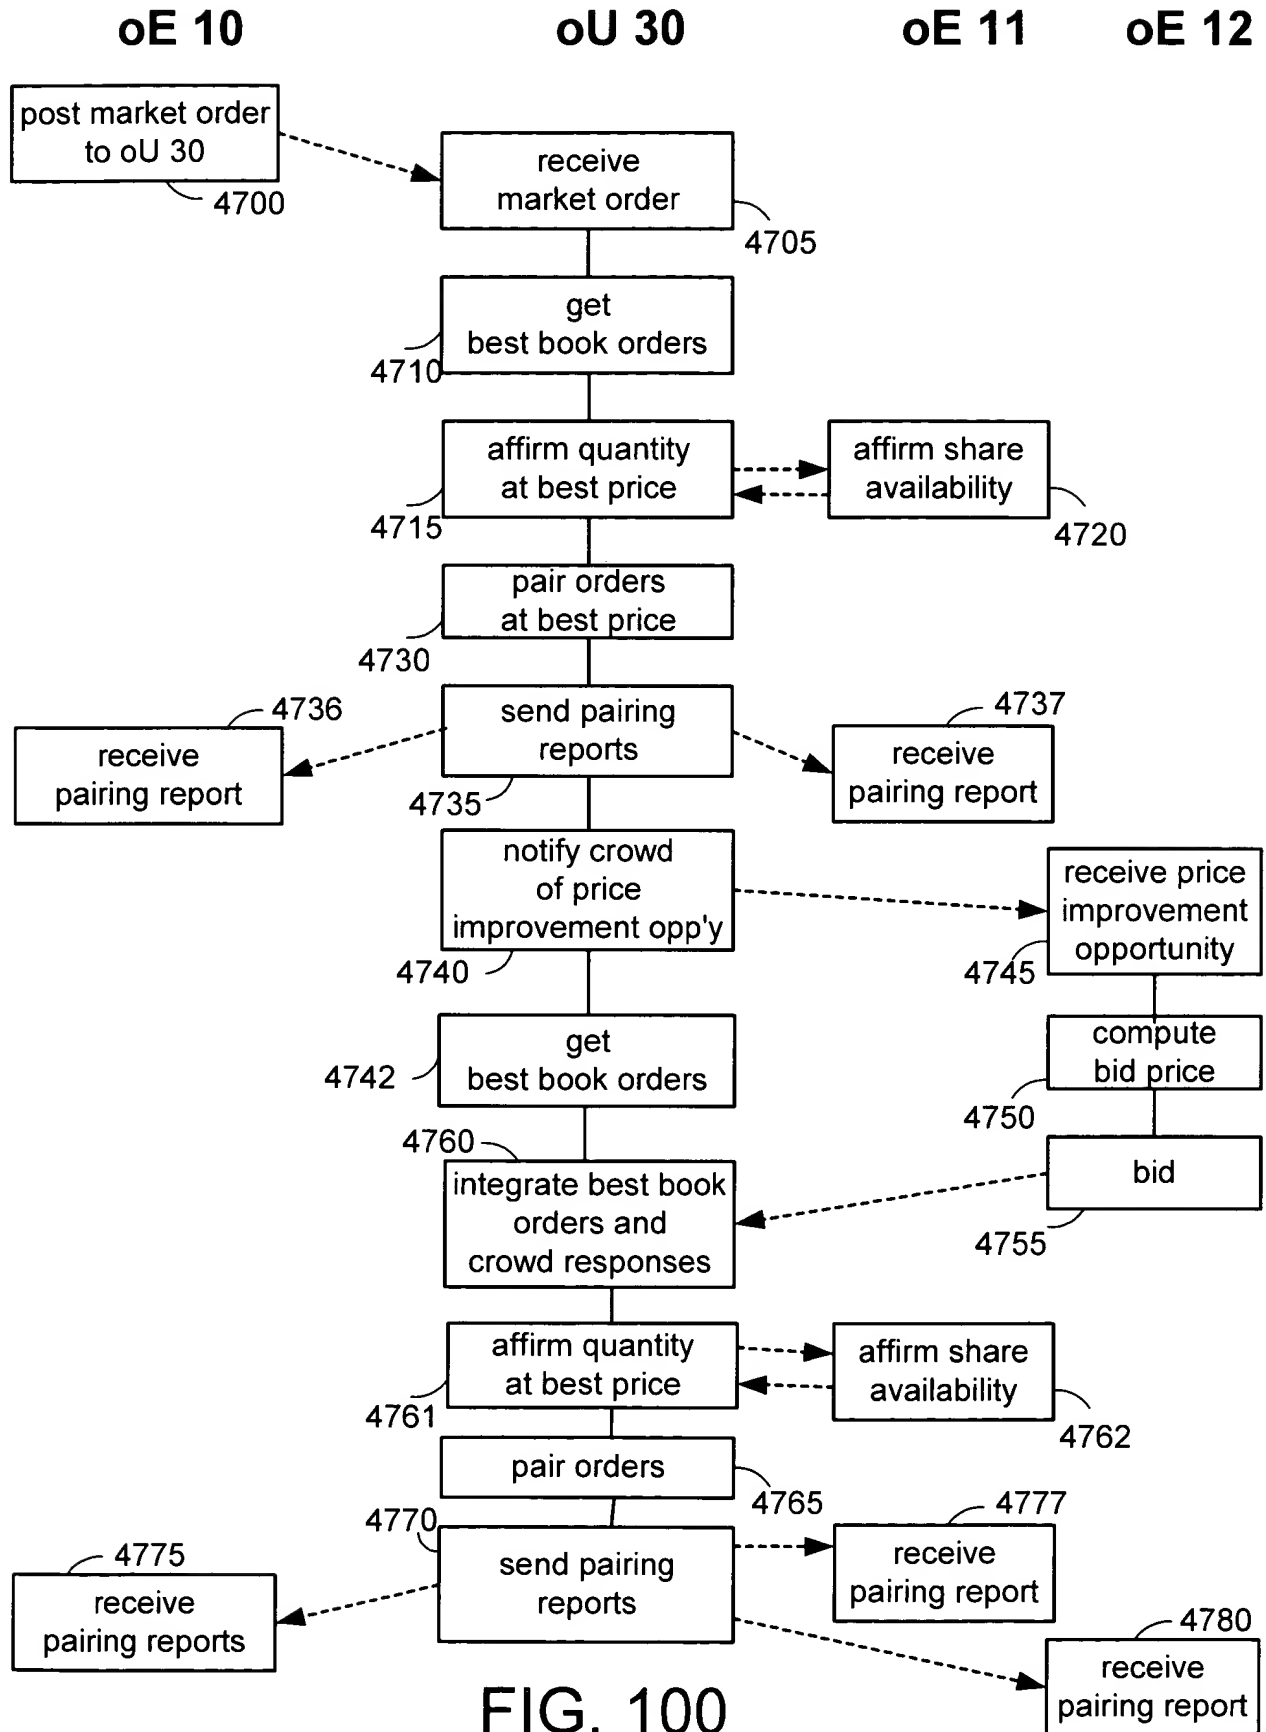 oE 10 oU 30 oE 11 oE 12
post market order
to oU 30
4700
receive
market order
4705
get
best book orders
4710
affirm quantity
at best price
4715
affirm share
availability
4720
pair orders
at best price
4730
send pairing
reports
4735
4736
receive
pairing report
4737
receive
pairing report
notify crowd
of price
improvement opp'y
4740
receive price
improvement
opportunity
4745
get
best book orders
4742
compute
bid price
4750
bid
4755
4760
integrate best book
orders and
crowd responses
affirm quantity
at best price
4761
affirm share
availability
4762
pair orders
4765
4770
send pairing
reports
4777
receive
pairing report
4775
receive
pairing reports
4780
receive
pairing report
FIG. 100